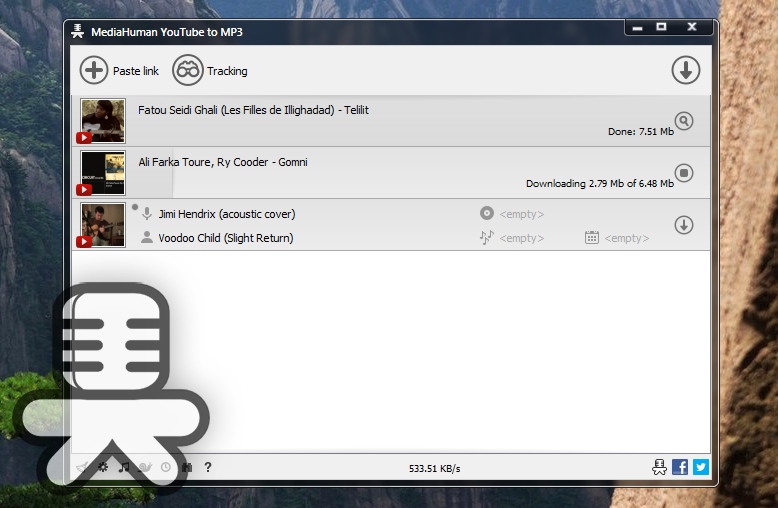 MediaHuman YouTube to MP3
Paste link
Tracking
Fatou Seidi Ghali (Les Filles de Illighadad) - Telilit
Done: 7.51 Mb
Ali Farka Toure, Ry Cooder - Gomni
Downloading 2.79 Mb of 6.48 Mb
Jimi Hendrix (acoustic cover) <empty>
Voodoo Child (Slight Return) <empty> <empty>
?
533.51 KB/s